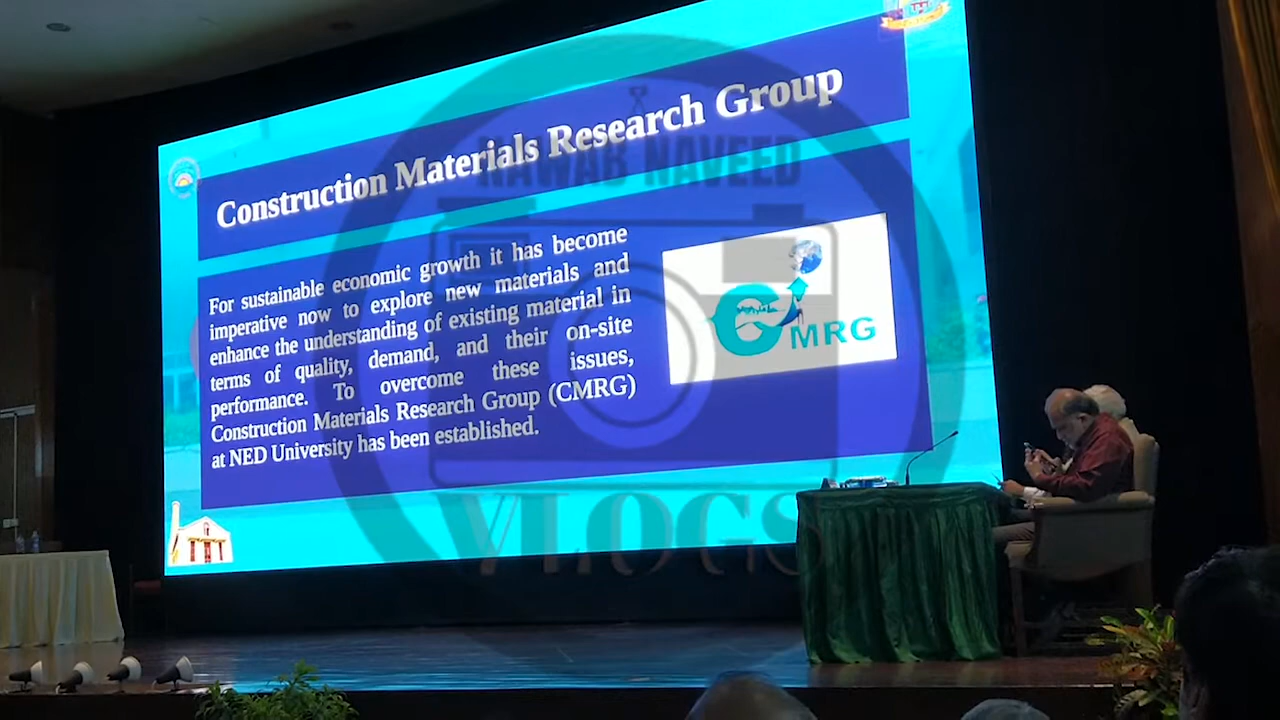 Construction Materials Research Group
NAWAB NAVEED
For sustainable economic growth it has become
imperative now to explore new materials and
enhance the understanding of existing material in
terms of quality, demand, and their on-site
performance. To overcome these issues,
Construction Materials Research Group (CMRG)
at NED University has been established.
CMRG
VLOGS